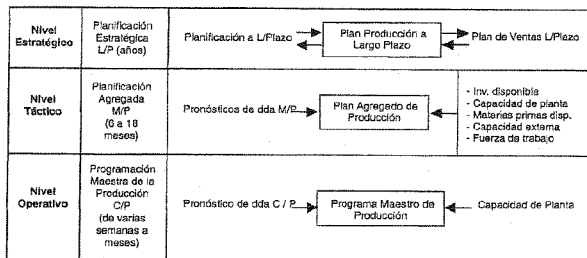 Nivel
Estratégico
Planificación
Estratégica
L/P (años)
Planificación a L/Plazo
Plan Producción a
Largo Plazo
Plan de Ventas L/Plazo
Nivel
Táctico
Planificación
Agregada
M/P
(6 a 18
meses)
Pronósticos de dda M/P
Plan Agregado de
Producción
- Inv. disponible
- Capacidad de planta
- Materias primas disp.
- Capacidad externa
- Fuerza de trabajo
Nivel
Operativo
Programación
Maestra de la
Producción
C/P
(de varias
semanas a
meses)
Pronóstico de dda C / P
Programa Maestro de
Producción
Capacidad de Planta